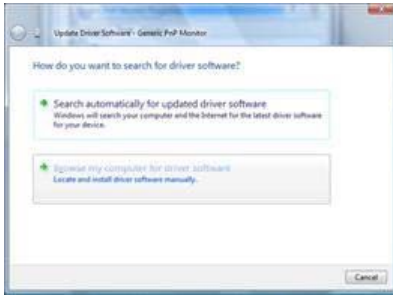 Update Driver Software - Generic PnP Monitor
How do you want to search for driver software?
Search automatically for updated driver software
Windows will search your computer and the Internet for the latest driver software
for your device.
Browse my computer for driver software
Locate and install driver software manually.
Cancel